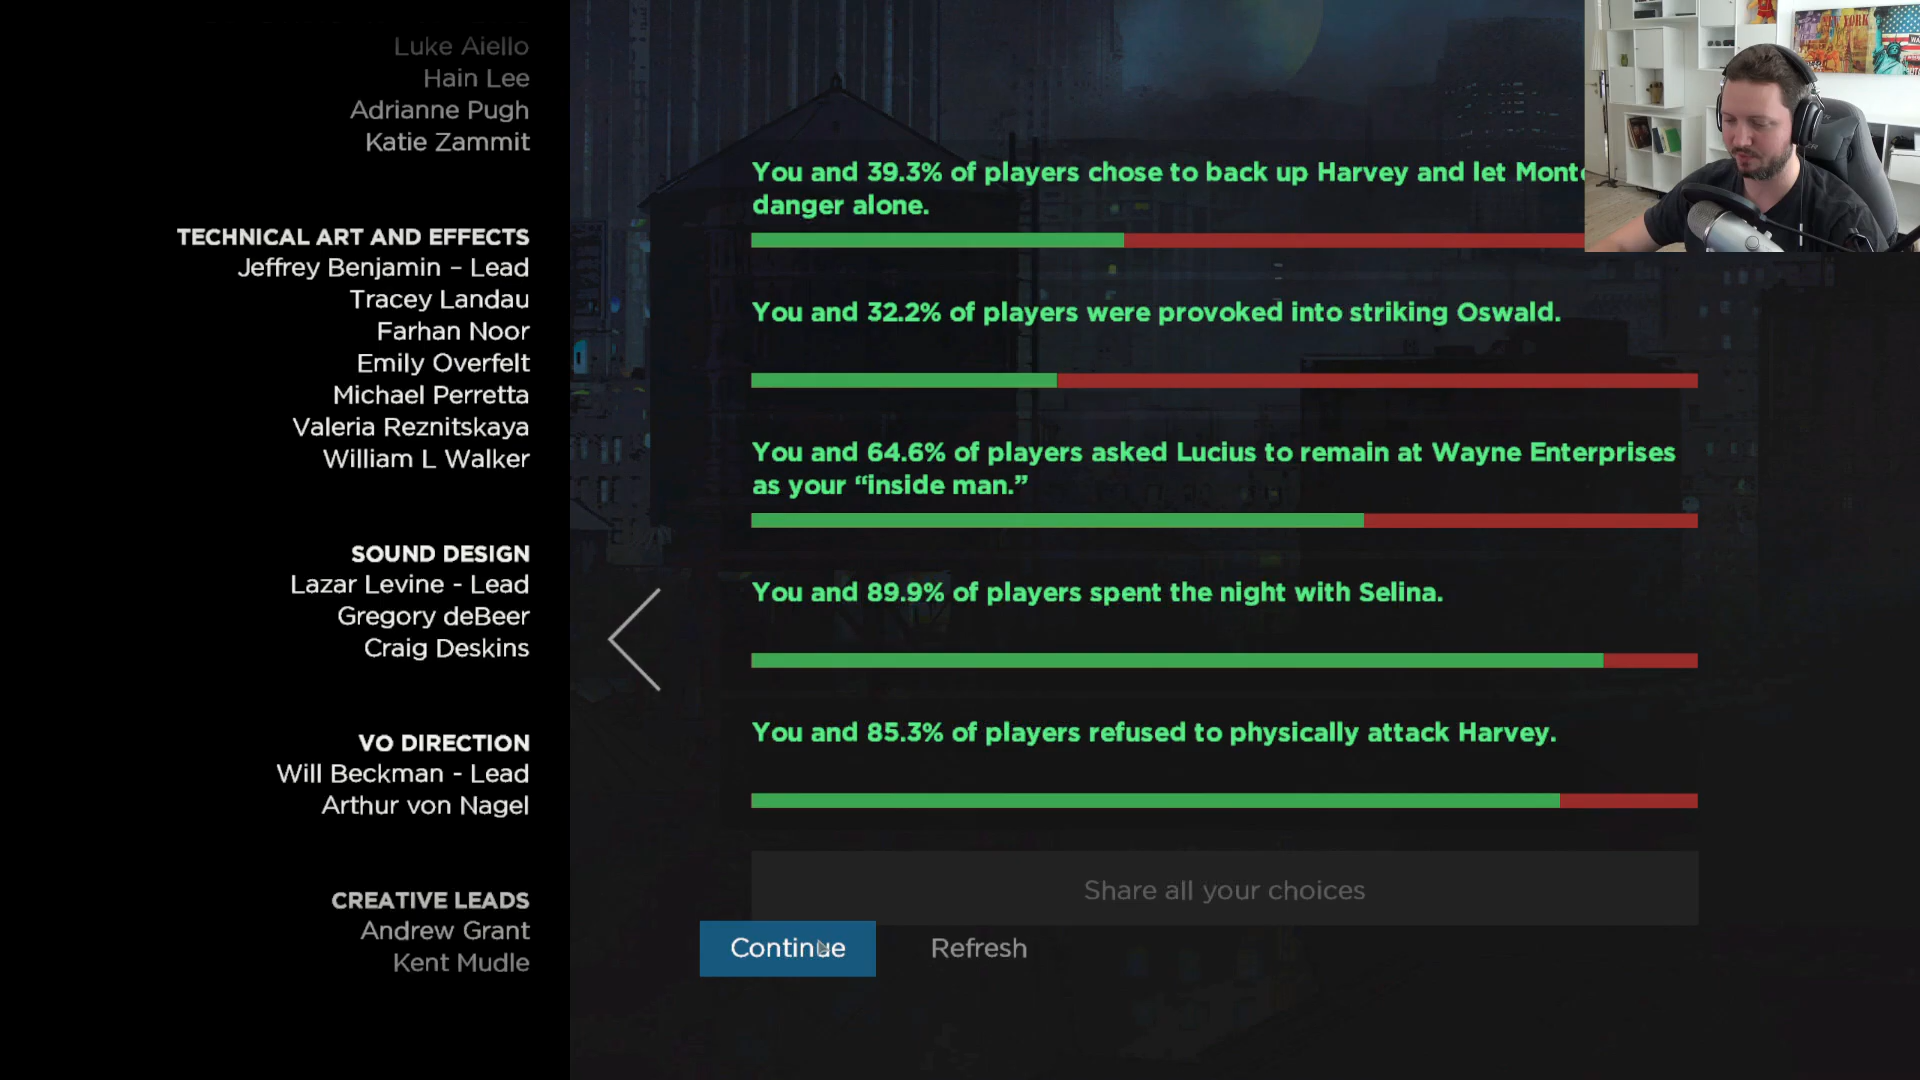 Luke Aiello
Hain Lee
Adrianne Pugh
Katie Zammit
TECHNICAL ART AND EFFECTS
Jeffrey Benjamin – Lead
Tracey Landau
Farhan Noor
Emily Overfelt
Michael Perretta
Valeria Reznitskaya
William L Walker
SOUND DESIGN
Lazar Levine - Lead
Gregory deBeer
Craig Deskins
VO DIRECTION
Will Beckman - Lead
Arthur von Nagel
CREATIVE LEADS
Andrew Grant
Kent Mudle
You and 39.3% of players chose to back up Harvey and let
danger alone.
You and 32.2% of players were provoked into striking Oswald.
You and 64.6% of players asked Lucius to remain at Wayne Enterprises
as your “inside man.”
You and 89.9% of players spent the night with Selina.
You and 85.3% of players refused to physically attack Harvey.
Share all your choices
Continue
Refresh
NEW YORK